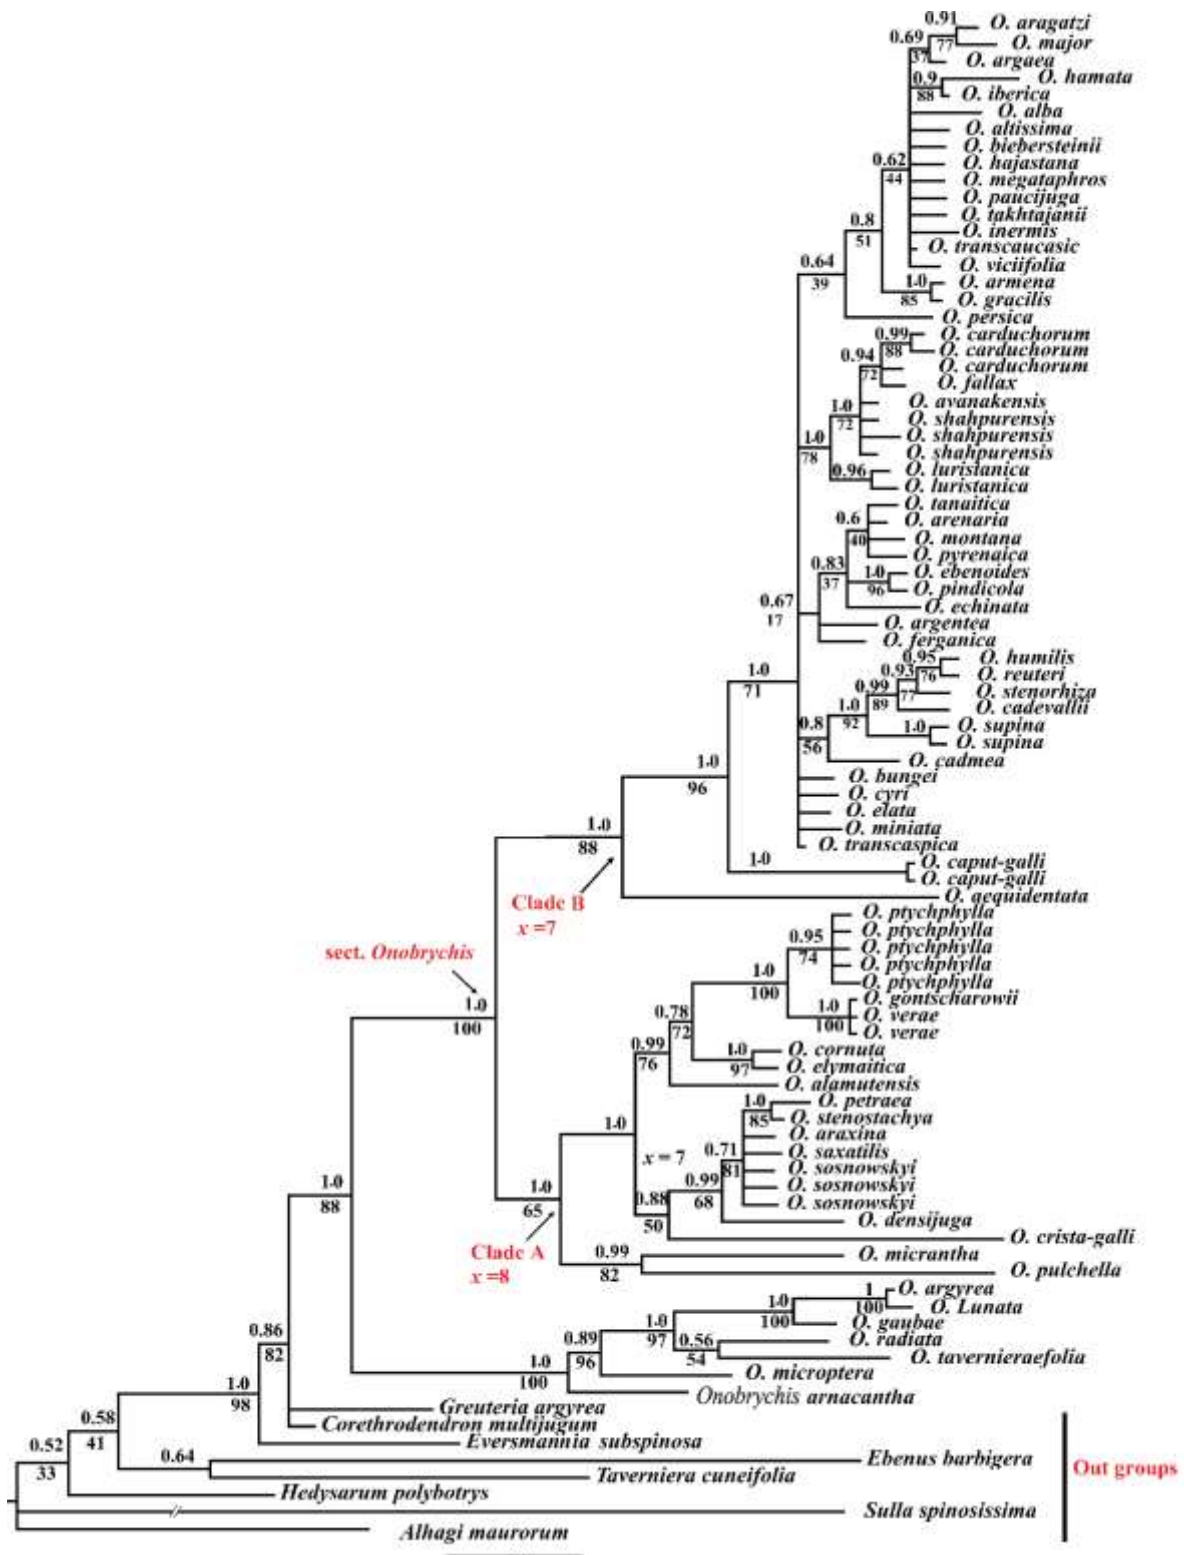 0.91
O. aragatzi
0.69
77
O. major
37
O. argaea
0.9
O. hamata
88
O. iberica
O. alba
O. altissima
O. biebersteinii
0.62
O. hajastana
44
O. megataphros
O. paucijuga
O. takhtajanii
0.8
O. inermis
51
O. transcaucasic
0.64
O. viciifolia
39
1.0
O. armena
85
O. gracilis
O. persica
0.99
O. carduchorum
88
O. carduchorum
0.94
O. carduchorum
72
O. fallax
1.0
O. avanakensis
72
O. shahpurensis
1.0
O. shahpurensis
78
O. shahpurensis
0.96
O. luristanica
O. luristanica
O. tanaitica
0.6
O. arenaria
40
O. montana
O. pyrenaica
0.83
1.0
O. ebenoides
37
96
O. pindicola
0.67
O. echinata
17
O. argentea
O. ferganica
0.95
O. humilis
0.93
76
O. reuteri
0.99
77
O. stenorhiza
1.0
89
O. cadevallii
0.8
92
1.0
O. supina
56
O. supina
O. cadmea
1.0
71
O. bungei
O. cyri
O. elata
O. miniata
O. transcaspica
1.0
96
1.0
O. caput-galli
O. caput-galli
1.0
88
O. aequidentata
Clade B
x =7
O. ptychphylla
O. ptychphylla
0.95
O. ptychphylla
74
O. ptychphylla
O. ptychphylla
sect. Onobrychis
1.0
100
1.0
100
O. gontscharowii
1.0
O. verae
100
O. verae
0.78
72
0.99
76
1.0
O. cornuta
97
O. elymaitica
O. alamutensis
1.0
O. petraea
85
O. stenostachya
1.0
O. araxina
x = 7
0.71
O. saxatilis
81
O. sosnowskyi
0.99
O. sosnowskyi
68
O. sosnowskyi
0.88
50
O. densijuga
O. crista-galli
1.0
65
Clade A
x =8
0.99
O. micrantha
82
O. pulchella
1.0
88
1
O. argyrea
100
O. Lunata
1.0
100
O. gaubae
1.0
97
0.56
O. radiata
54
O. tavernieraefolia
0.89
96
O. microptera
1.0
100
Onobrychis arnacantha
0.86
82
Greuteria argyrea
1.0
98
Corethrodendron multijugum
Eversmannia subspinosa
0.58
41
0.64
Ebenus barbigera
Out groups
Taverniera cuneifolia
0.52
33
Hedysarum polybotrys
Sulla spinosissima
Alhagi maurorum